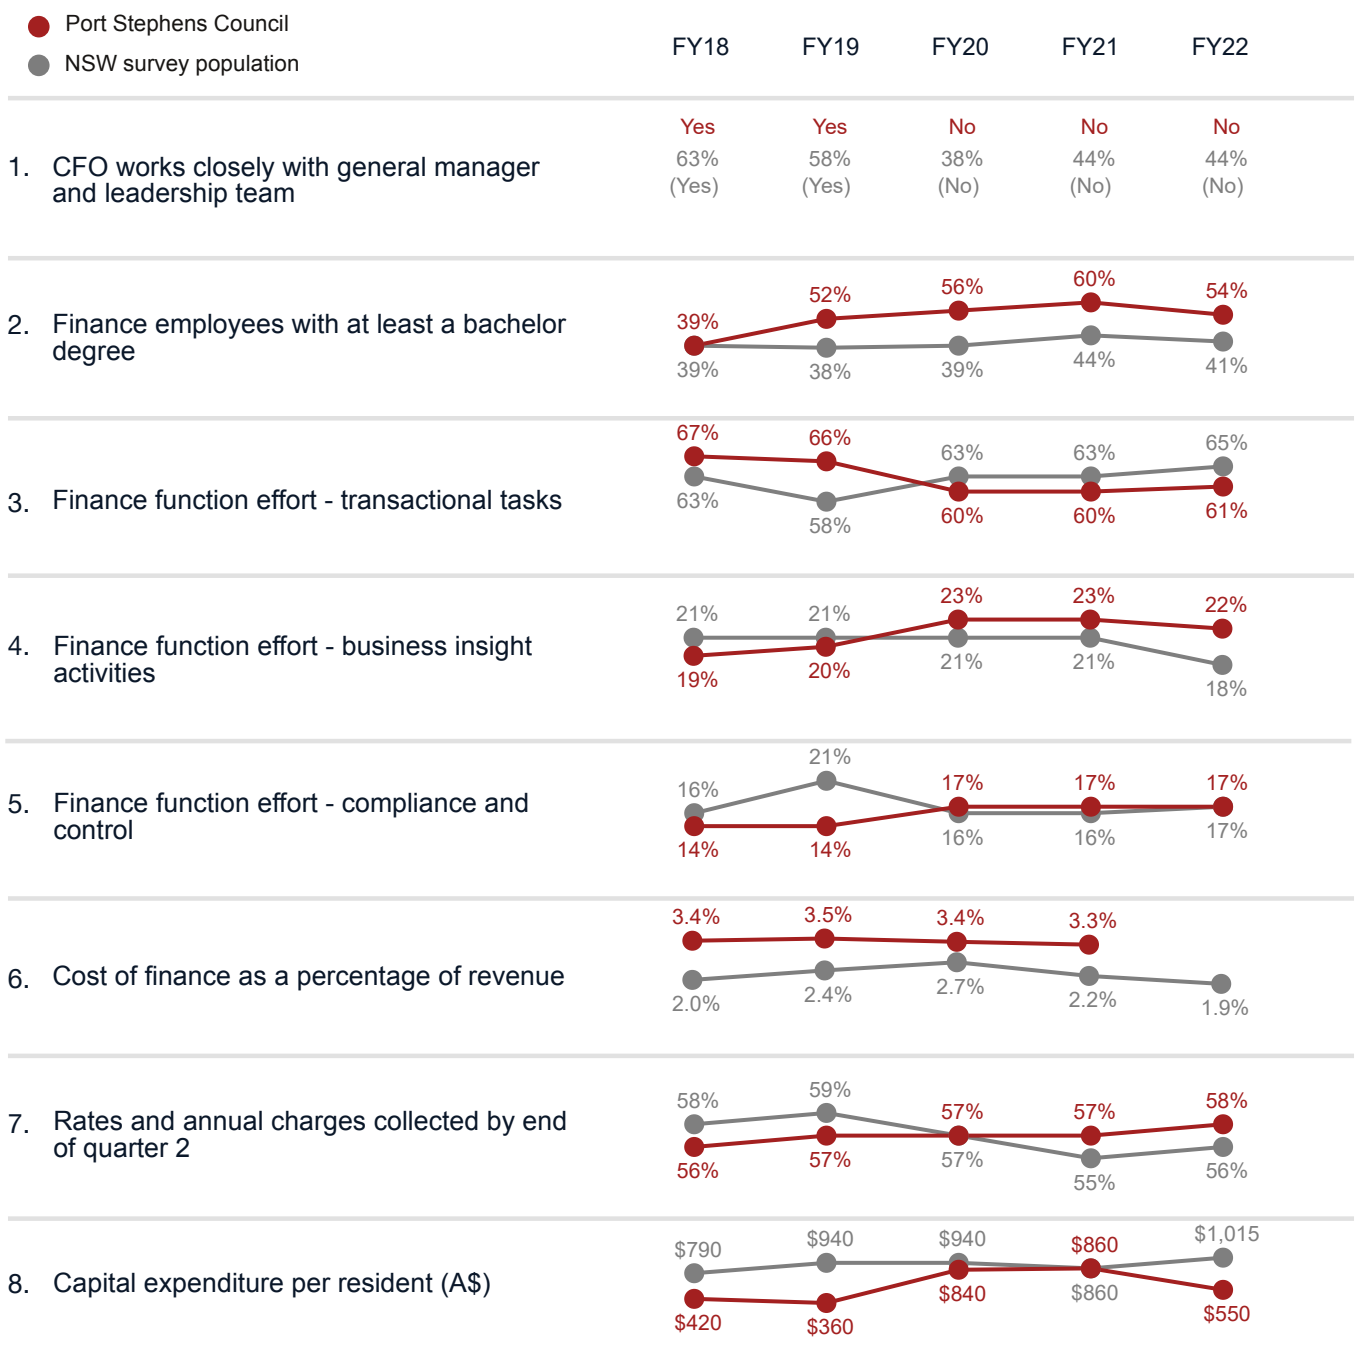 Port Stephens Council
NSW survey population
FY18 FY19 FY20 FY21 FY22
1. CFO works closely with general manager
and leadership team
Yes Yes No No No
63% 58% 38% 44% 44%
(Yes) (Yes) (No) (No) (No)
2. Finance employees with at least a bachelor
degree
39% 52% 56% 60% 54%
39% 38% 39% 44% 41%
3. Finance function effort - transactional tasks
67% 66% 63% 63% 65%
63% 58% 60% 60% 61%
4. Finance function effort - business insight
activities
21% 21% 23% 23% 22%
19% 20% 21% 21% 18%
5. Finance function effort - compliance and
control
16% 21% 17% 17% 17%
14% 14% 16% 16% 17%
6. Cost of finance as a percentage of revenue
3.4% 3.5% 3.4% 3.3%
2.0% 2.4% 2.7% 2.2% 1.9%
7. Rates and annual charges collected by end
of quarter 2
58% 59% 57% 57% 58%
56% 57% 57% 55% 56%
8. Capital expenditure per resident (A$)
$790 $940 $940 $860 $1,015
$420 $360 $840 $860 $550